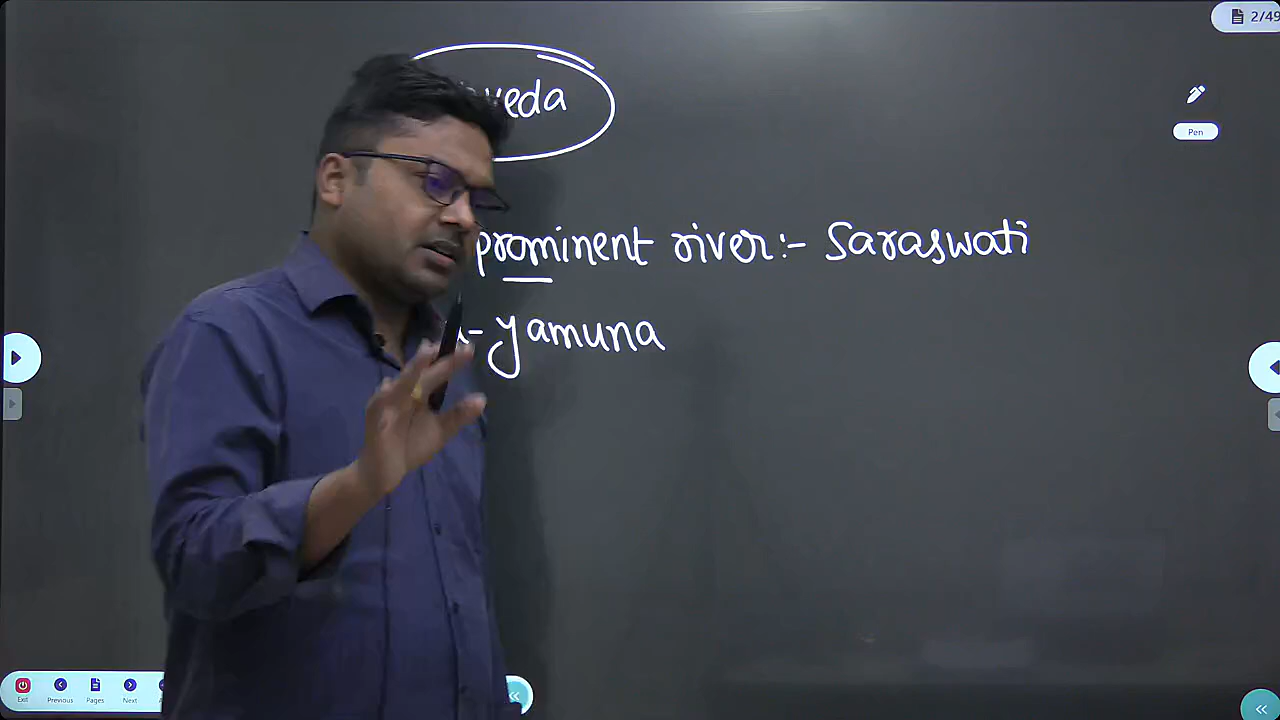 2/49
Pen
veda
prominent river:- Saraswati
- Yamuna
Exit
Previous
Pages
Next